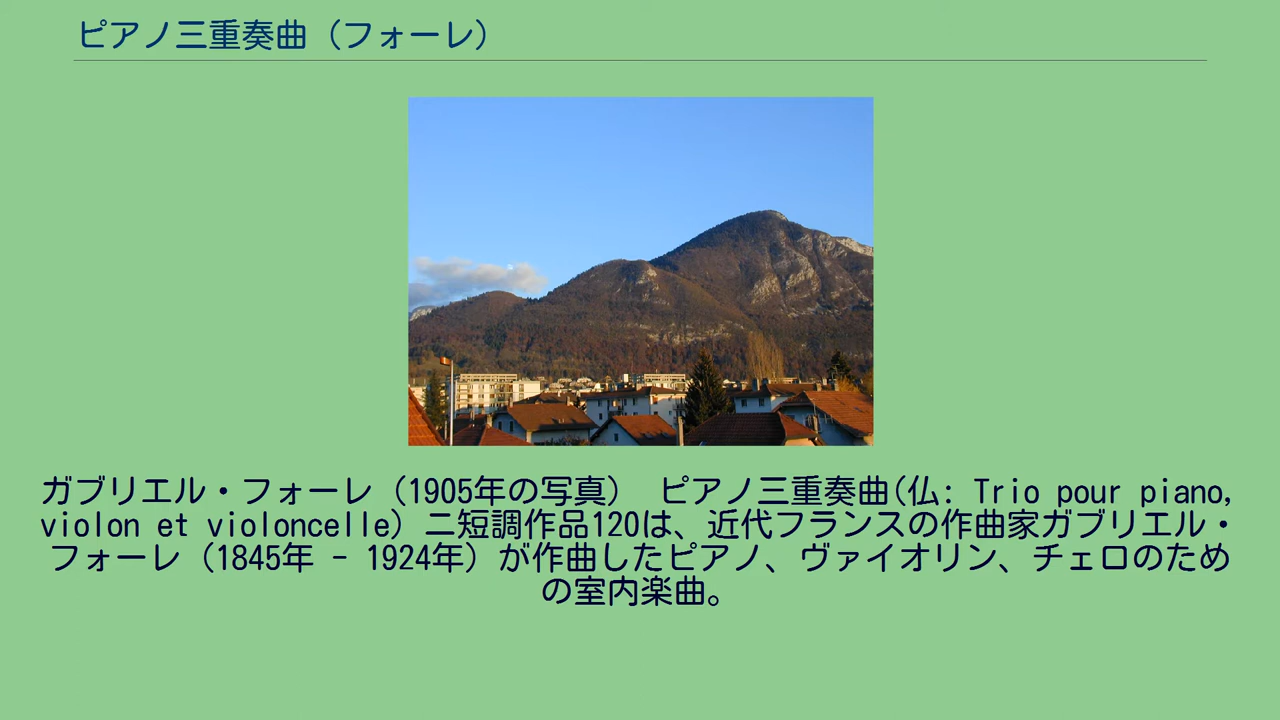 ピアノ三重奏曲（フォーレ）
ガブリエル・フォーレ（1905年の写真）　ピアノ三重奏曲(仏: Trio pour piano,
violon et violoncelle) ニ短調作品120は、近代フランスの作曲家ガブリエル・
フォーレ（1845年 - 1924年）が作曲したピアノ、ヴァイオリン、チェロのため
の室内楽曲。